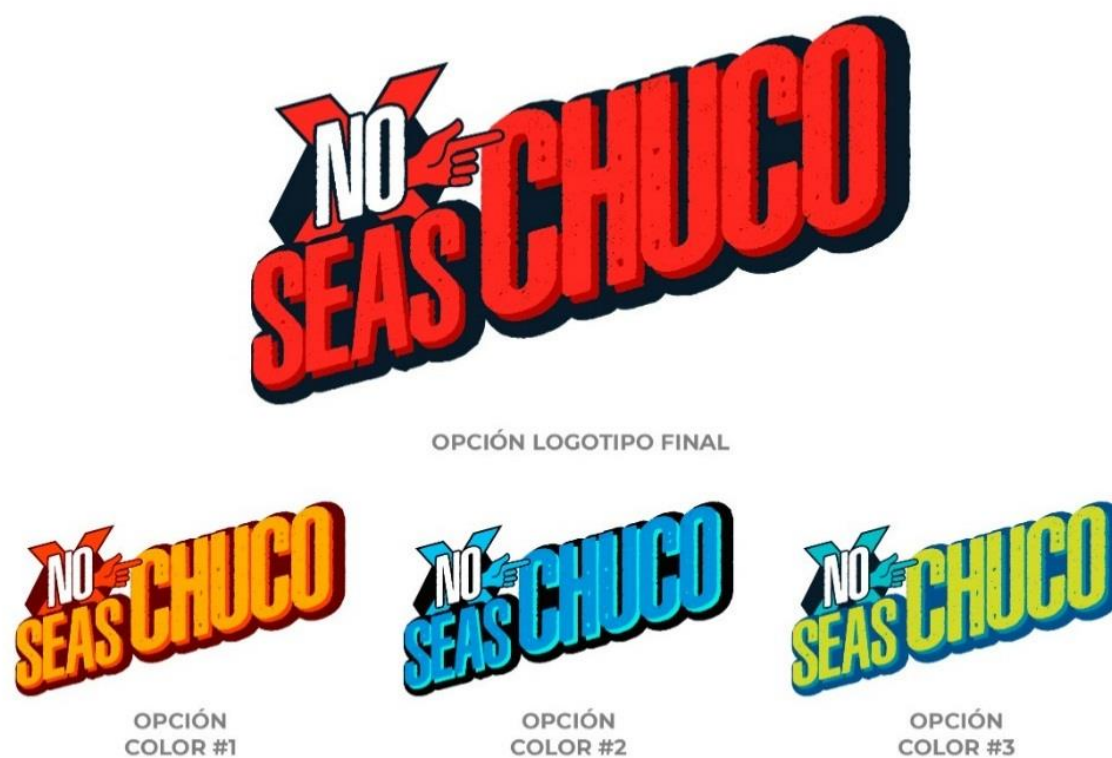 NO
SEAS CHUCO
OPCIÓN LOGOTIPO FINAL
NO
SEAS CHUCO
OPCIÓN
COLOR #1
NO
SEAS CHUCO
OPCIÓN
COLOR #2
NO
SEAS CHUCO
OPCIÓN
COLOR #3